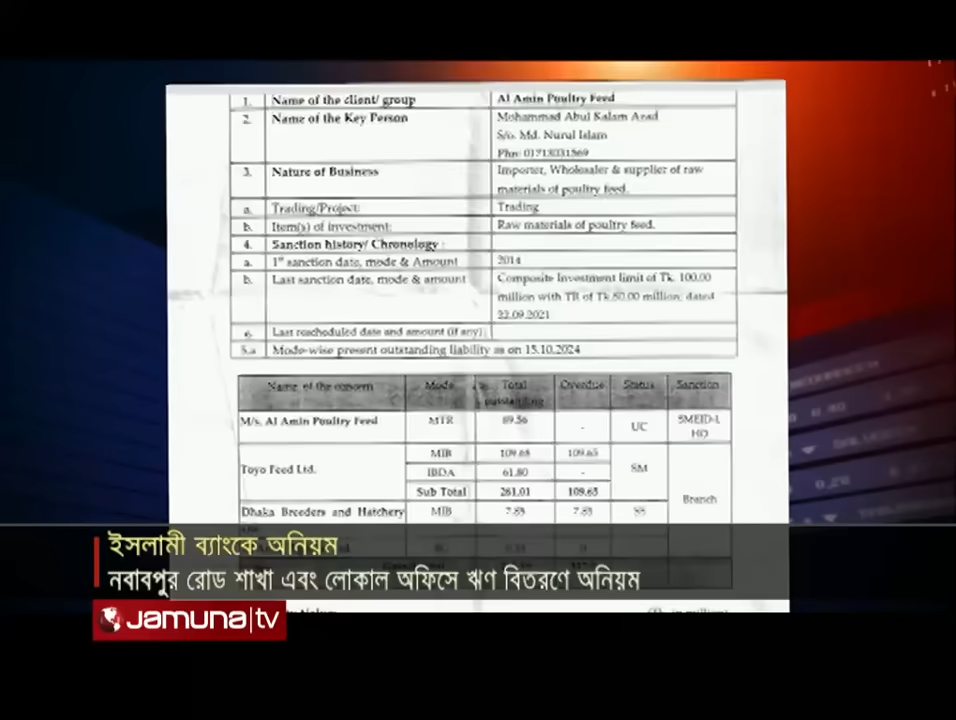 1. Name of the client/ group Al Amin Poultry Feed
2. Name of the Key Person Mohammad Abul Kalam Azad
S/o. Md. Nurul Islam
Phn: 01718031569
3. Nature of Business Importer, Wholesaler & supplier of raw
materials of poultry feed.
a. Trading/Project: Trading
b. Item(s) of investment: Raw materials of poultry feed.
4. Sanction history/ Chronology :
a. 1st sanction date, mode & Amount 2014
b. Last sanction date, mode & amount Composite Investment limit of Tk. 100.00
million with TR of Tk.80.00 million, dated
22.09.2021
c. Last rescheduled date and amount (if any)
5.a Mode-wise present outstanding liability as on 15.10.2024
Name of the concern Mode Total outstanding Overdue Status Sanction
M/s. Al Amin Poultry Feed MTR 89.56 - UC SMEID-I, HO
Toyo Feed Ltd. MIB 109.65 109.65 SM Branch
IBDA 61.80 -
Sub Total 261.01 109.65
Dhaka Breeders and Hatchery MIB 7.85 7.85 SS
ইসলামী ব্যাংকে অনিয়ম
নবাবপুর রোড শাখা এবং লোকাল অফিসে ঋণ বিতরণে অনিয়ম
Jamuna|tv